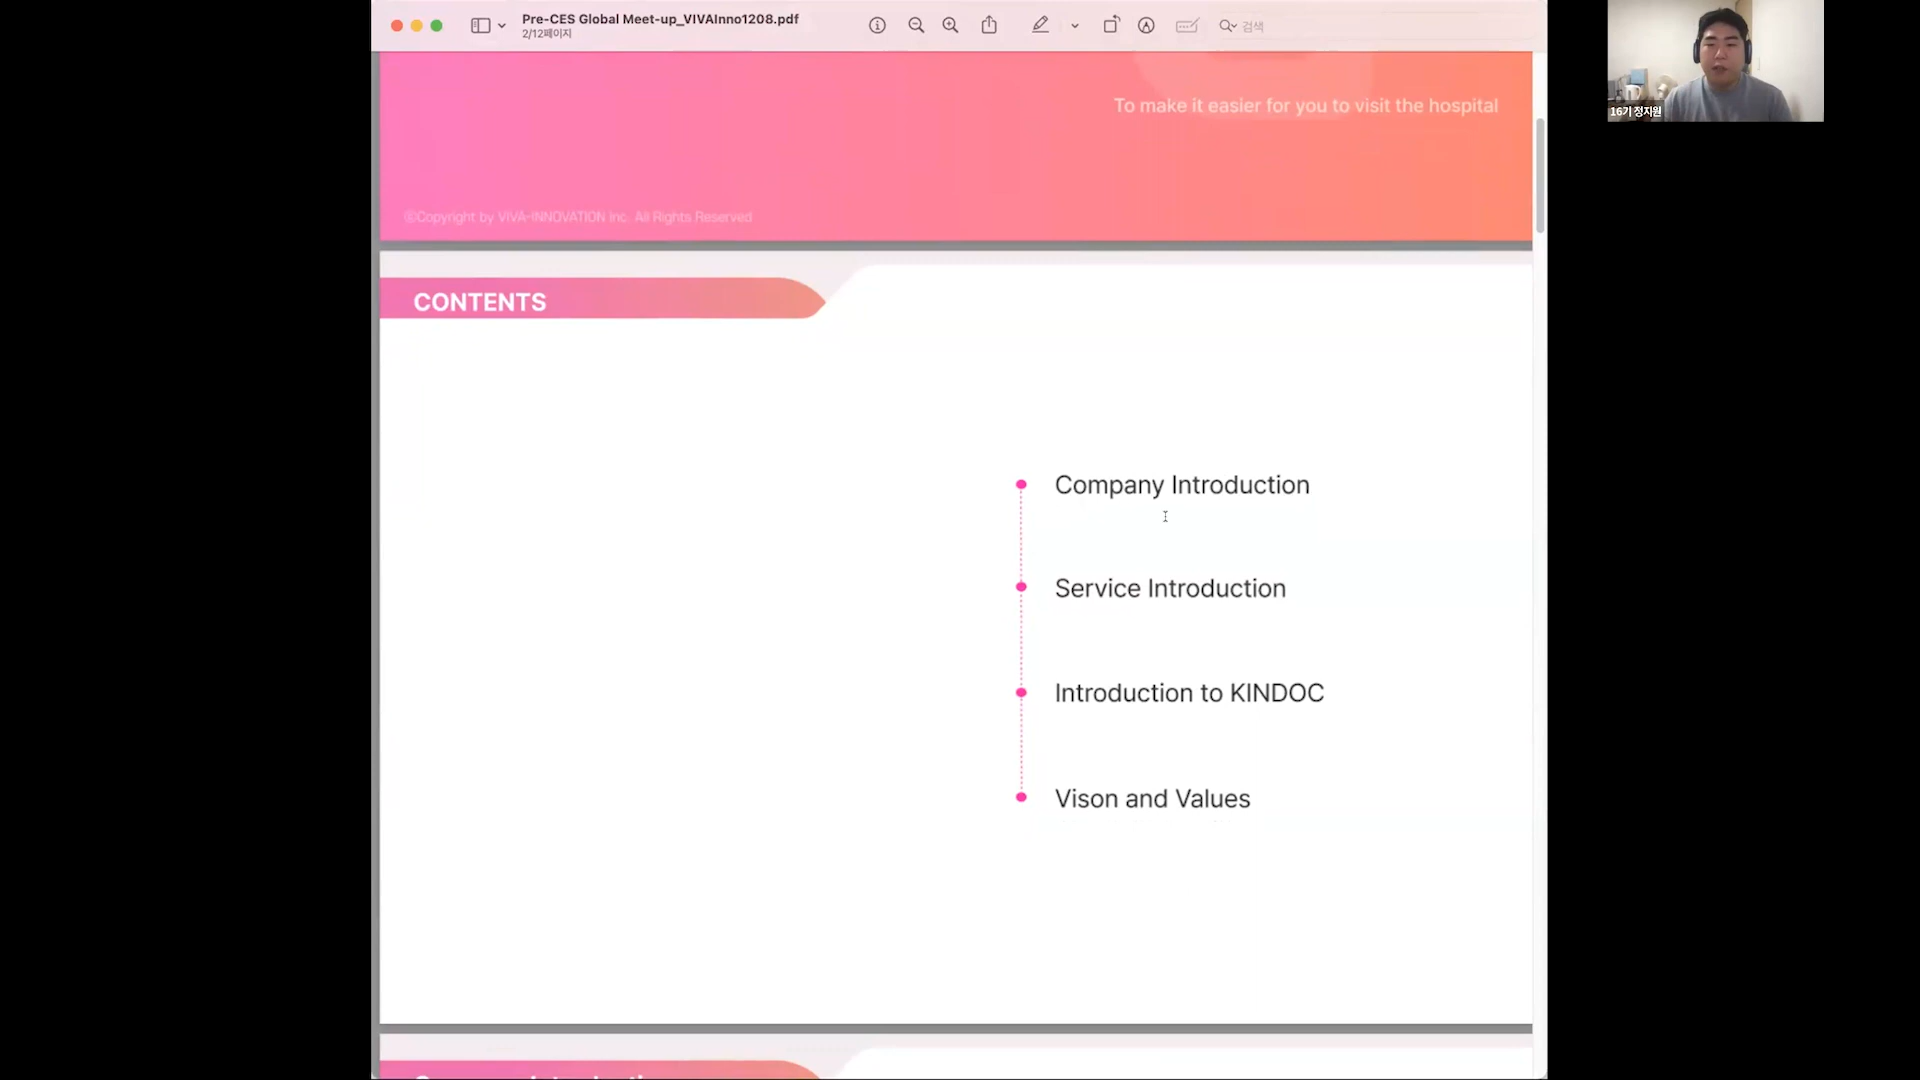 Pre-CES Global Meet-up_VIVAInno1208.pdf
2/12페이지
검색
16기 정지원
To make it easier for you to visit the hospital
©Copyright by VIVA-INNOVATION Inc. All Rights Reserved
CONTENTS
Company Introduction
Service Introduction
Introduction to KINDOC
Vison and Values